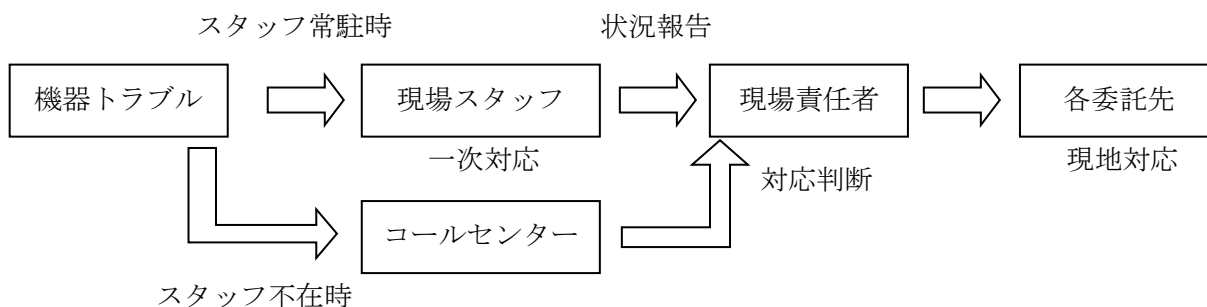 スタッフ常駐時
状況報告
機器トラブル
現場スタッフ
現場責任者
各委託先
一次対応
対応判断
現地対応
コールセンター
スタッフ不在時